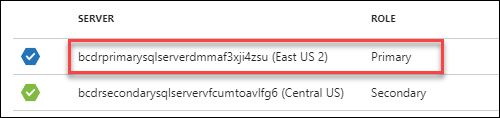 SERVER ROLE
bcdrprimarysqlserverdmmaf3xji4zsu (East US 2) Primary
bcdrsecondarysqlservervfcumtoavlfg6 (Central US) Secondary